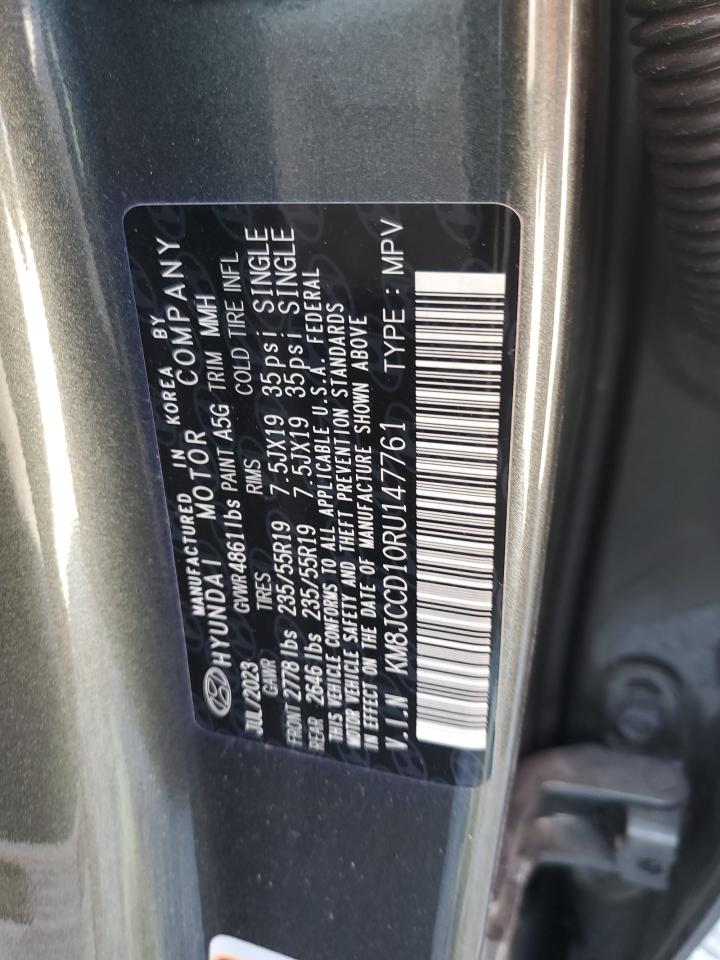 MANUFACTURED IN KOREA BY
HYUNDAI MOTOR COMPANY
JUL/2023 GVWR4861lbs PAINT A5G TRIM MMH
GAWR TIRES RIMS COLD TIRE INFL
FRONT 2778 lbs 235/55R19 7.5JX19 35psi SINGLE
REAR 2646 lbs 235/55R19 7.5JX19 35psi SINGLE
THIS VEHICLE CONFORMS TO ALL APPLICABLE U.S.A. FEDERAL
MOTOR VEHICLE SAFETY AND THEFT PREVENTION STANDARDS
IN EFFECT ON THE DATE OF MANUFACTURE SHOWN ABOVE
V.I.N KM8JCCD10RU147761 TYPE : MPV